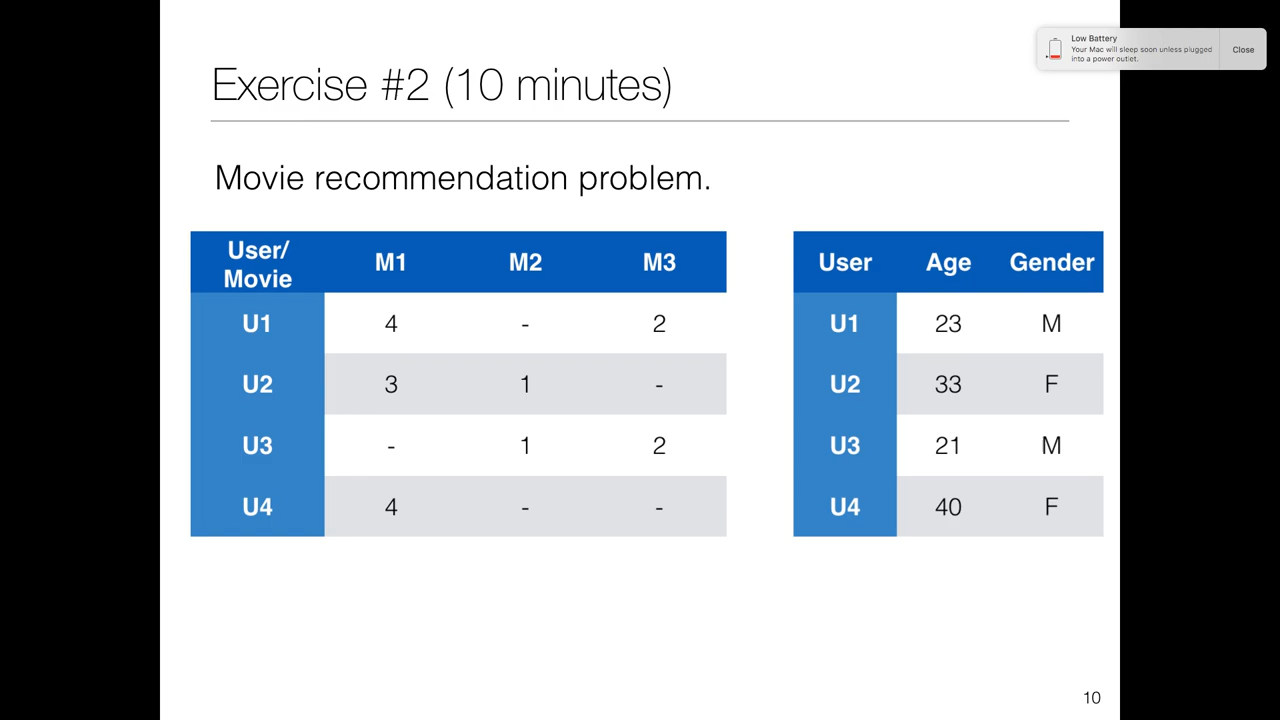 Low Battery
Your Mac will sleep soon unless plugged
into a power outlet.
Close
Exercise #2 (10 minutes)
Movie recommendation problem.
User/
Movie M1 M2 M3
U1 4 - 2
U2 3 1 -
U3 - 1 2
U4 4 - -
User Age Gender
U1 23 M
U2 33 F
U3 21 M
U4 40 F
10